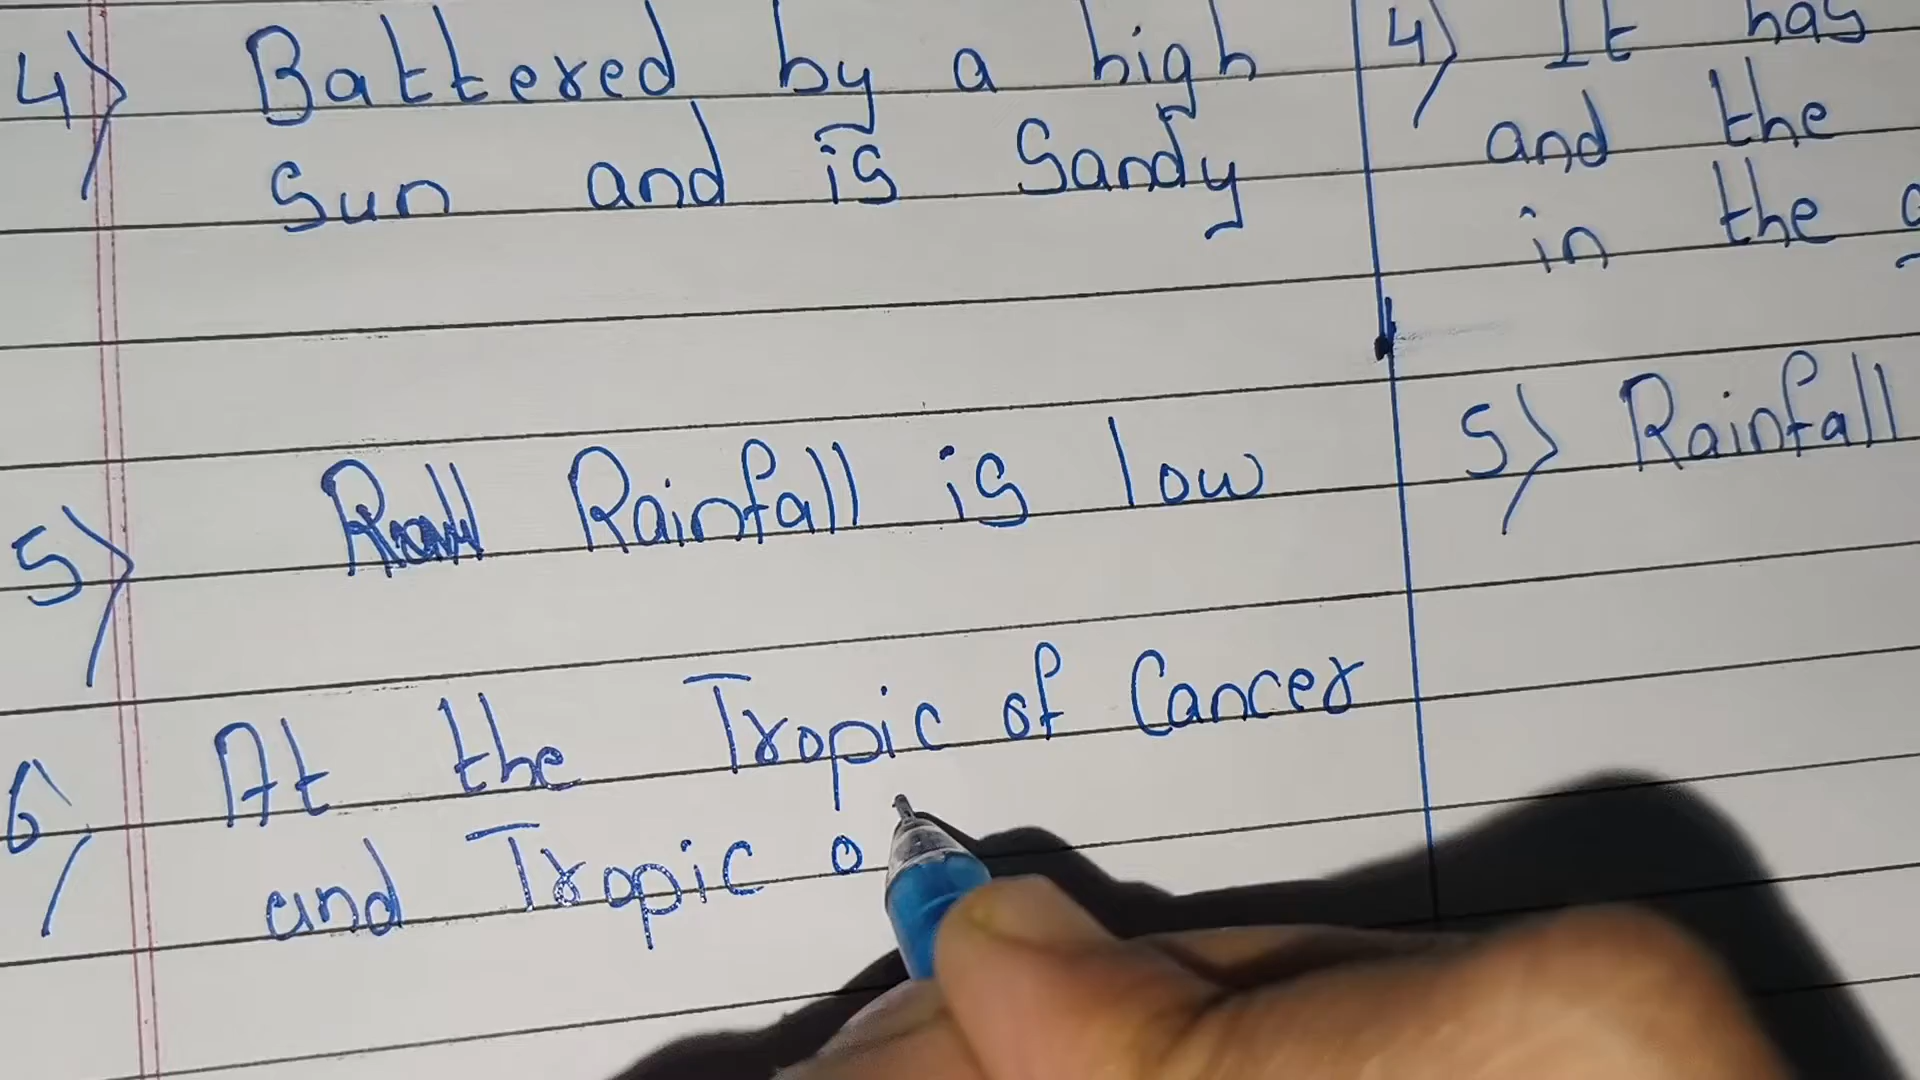 4) Battered by a high
Sun and is Sandy
5) Rainfall is low
6) At the Tropic of Cancer
and Tropic o
4) It has
and the
in the
5) Rainfall